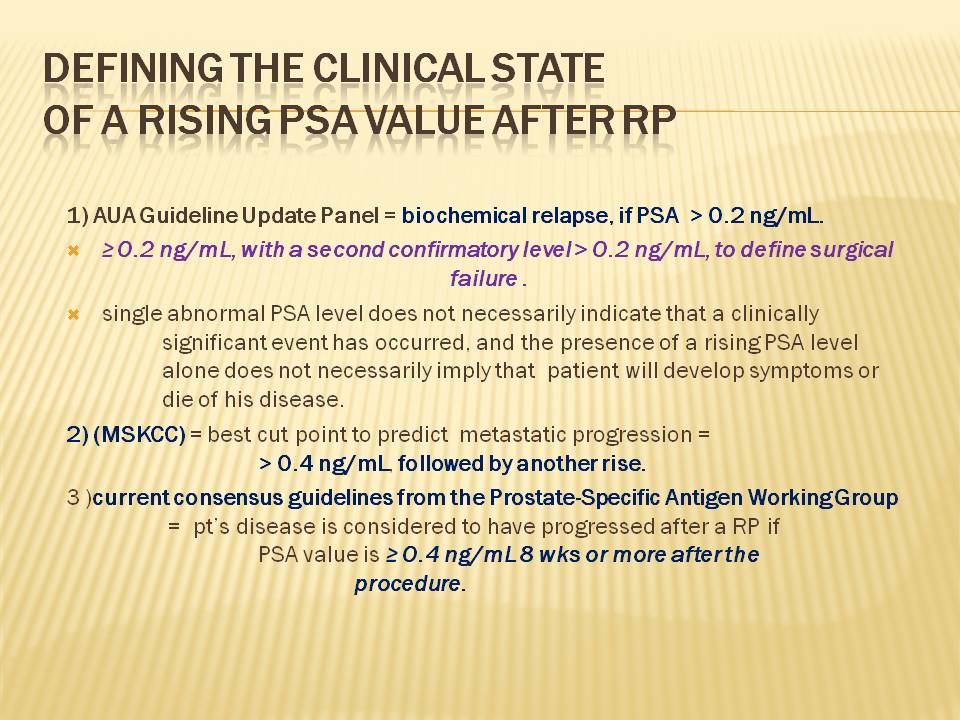 DEFINING THE CLINICAL STATE
OF A RISING PSA VALUE AFTER RP
1) AUA Guideline Update Panel = biochemical relapse, if PSA > 0.2 ng/mL.
≥ 0.2 ng/mL, with a second confirmatory level > 0.2 ng/mL, to define surgical
failure .
single abnormal PSA level does not necessarily indicate that a clinically
significant event has occurred, and the presence of a rising PSA level
alone does not necessarily imply that patient will develop symptoms or
die of his disease.
2) (MSKCC) = best cut point to predict metastatic progression =
> 0.4 ng/mL followed by another rise.
3 )current consensus guidelines from the Prostate-Specific Antigen Working Group
= pt's disease is considered to have progressed after a RP if
PSA value is ≥ 0.4 ng/mL 8 wks or more after the
procedure.